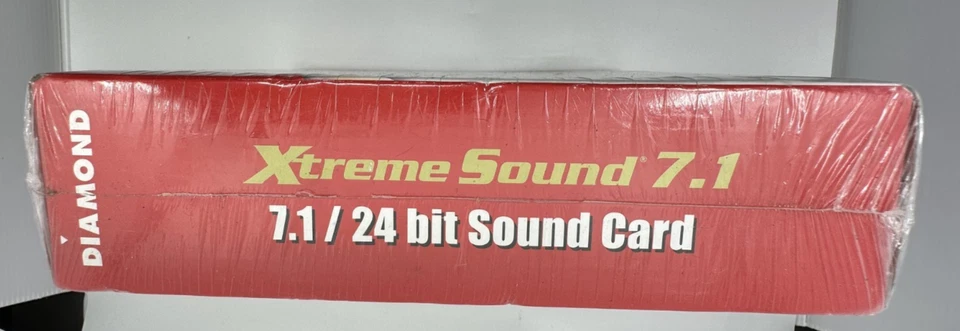 DIAMOND
Xtreme Sound® 7.1
7.1 / 24 bit Sound Card